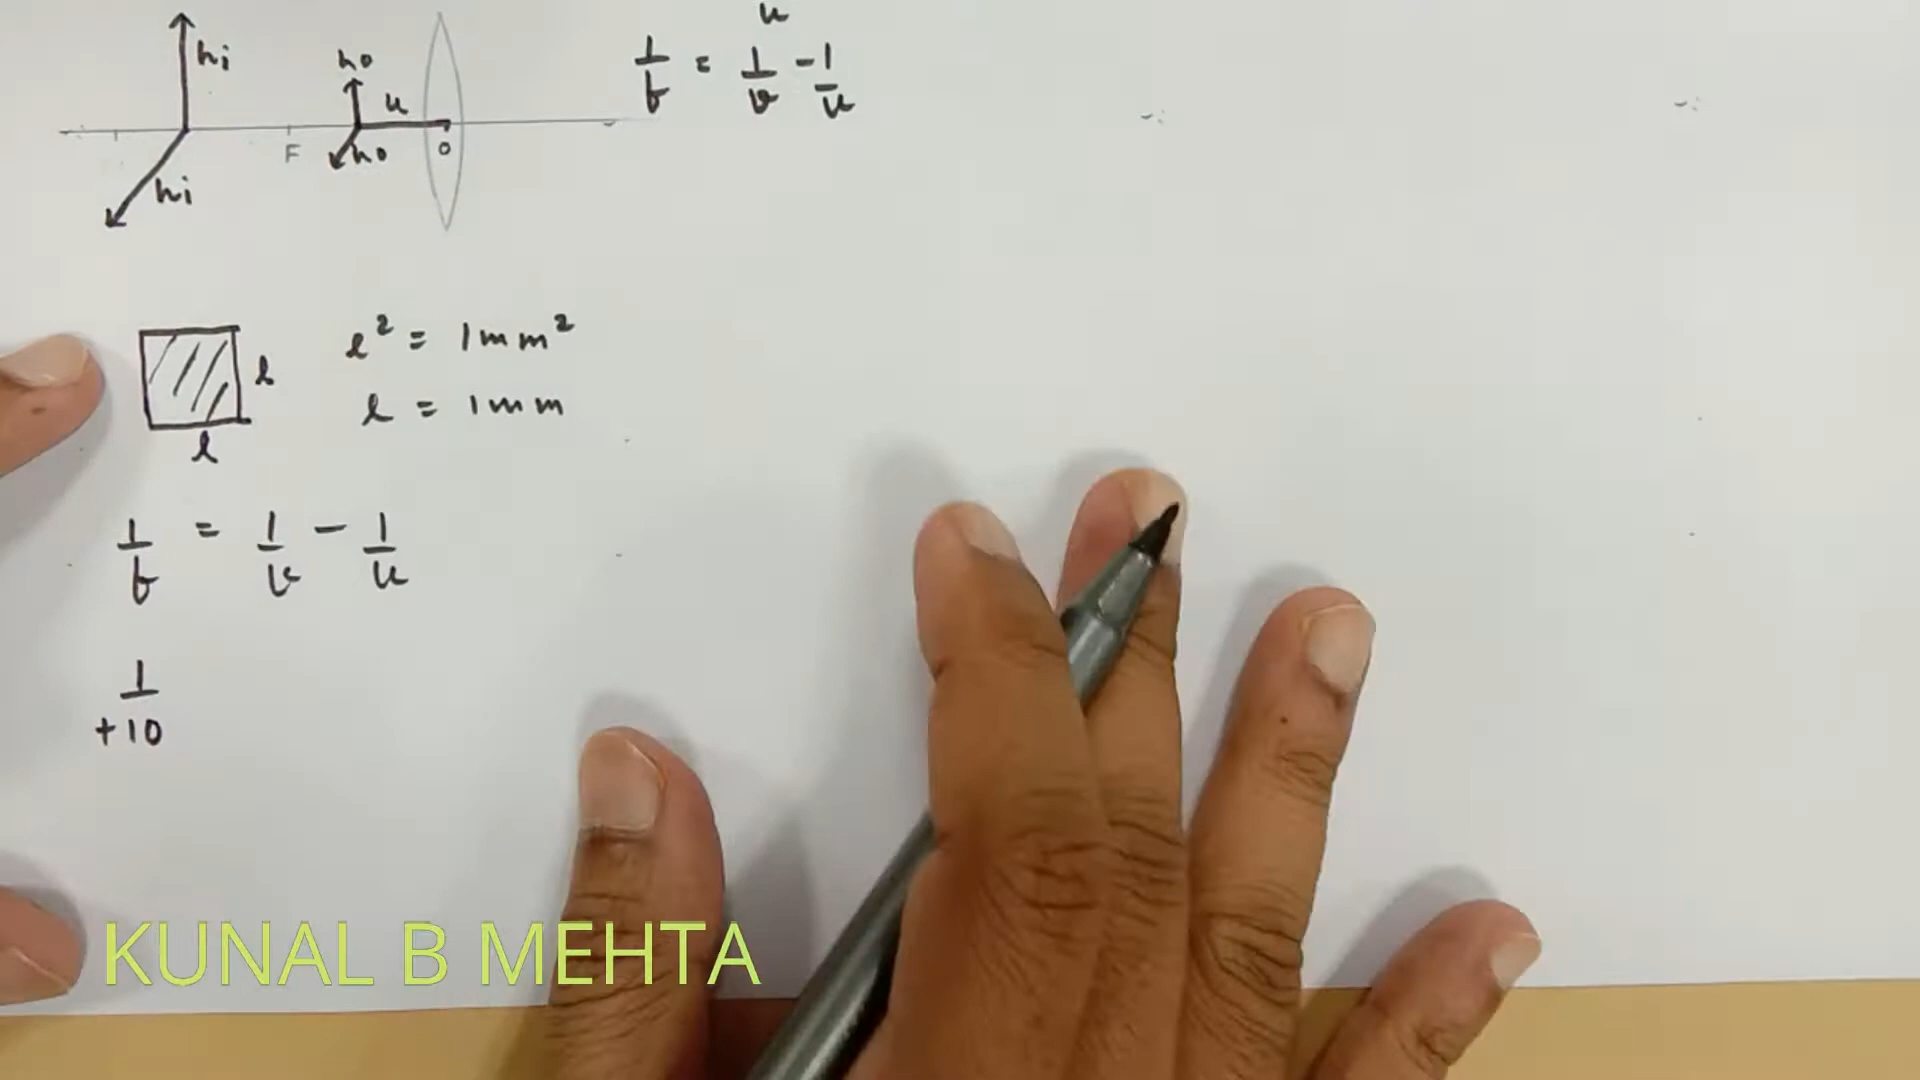 u
hi
ho
u
1/f = 1/v - 1/u
F
ho
o
hi
l² = 1mm²
l
l = 1mm
l
1/f = 1/v - 1/u
1/+10
KUNAL B MEHTA